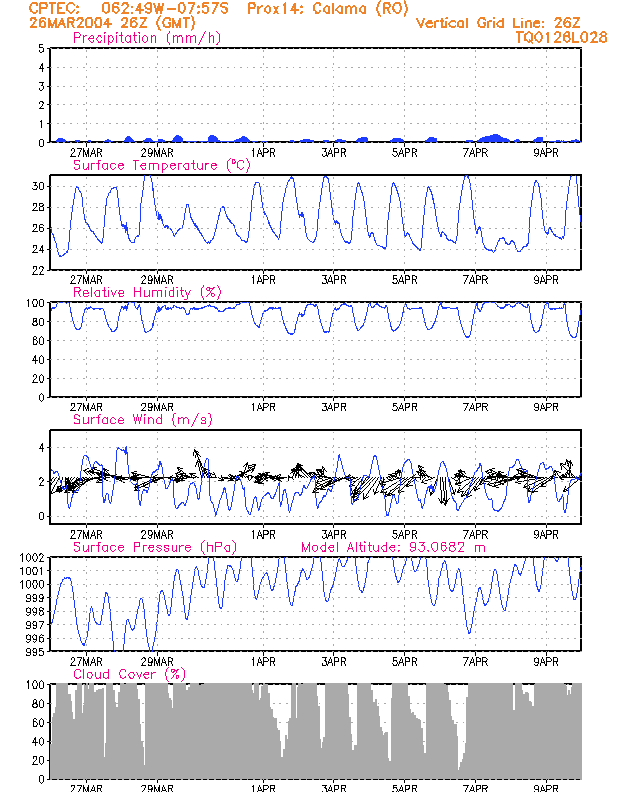 CPTEC: 062:49W-07:57S Prox14: Calama (RO)
26MAR2004 26Z (GMT) Vertical Grid Line: 26Z
Precipitation (mm/h) TQ0126L028
5
4
3
2
1
0
27MAR 29MAR 1APR 3APR 5APR 7APR 9APR
Surface Temperature (°C)
30
28
26
24
22
27MAR 29MAR 1APR 3APR 5APR 7APR 9APR
Relative Humidity (%)
100
80
60
40
20
0
27MAR 29MAR 1APR 3APR 5APR 7APR 9APR
Surface Wind (m/s)
4
2
0
27MAR 29MAR 1APR 3APR 5APR 7APR 9APR
Surface Pressure (hPa) Model Altitude: 93.0682 m
1002
1001
1000
999
998
997
996
995
27MAR 29MAR 1APR 3APR 5APR 7APR 9APR
Cloud Cover (%)
100
80
60
40
20
0
27MAR 29MAR 1APR 3APR 5APR 7APR 9APR